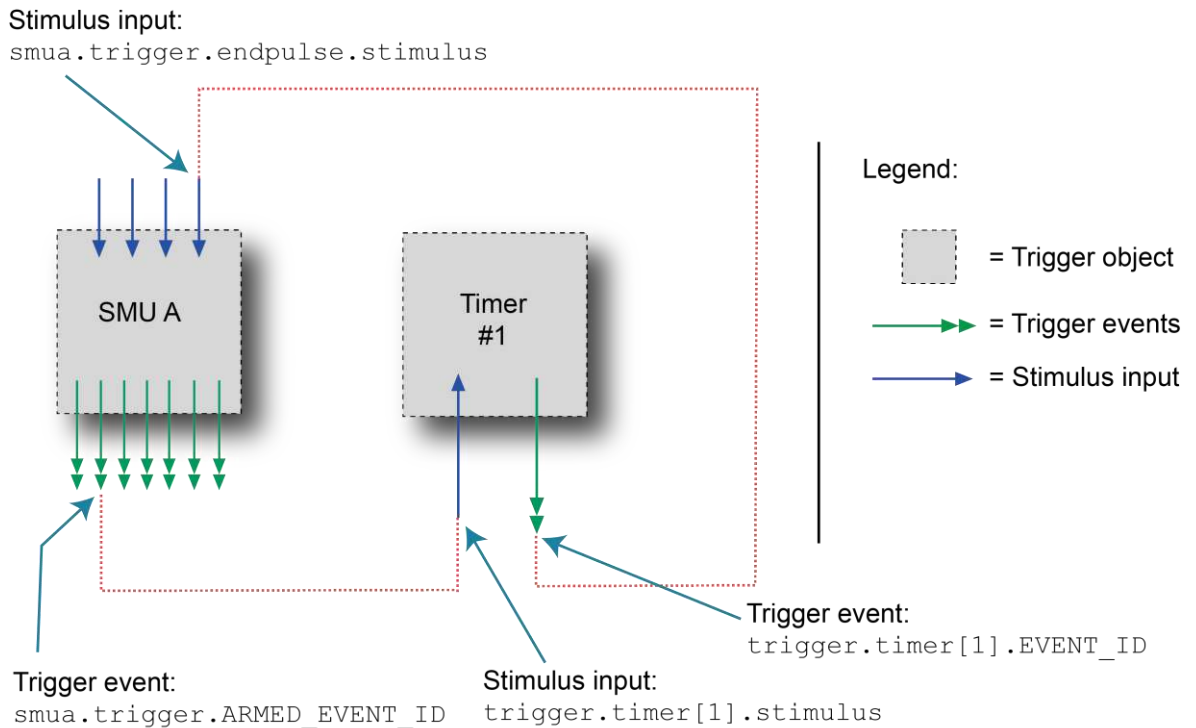 Stimulus input:
smua.trigger.endpulse.stimulus
Legend:
= Trigger object
SMU A
Timer
#1
= Trigger events
= Stimulus input
Trigger event:
trigger.timer[1].EVENT_ID
Trigger event:
smua.trigger.ARMED_EVENT_ID
Stimulus input:
trigger.timer[1].stimulus